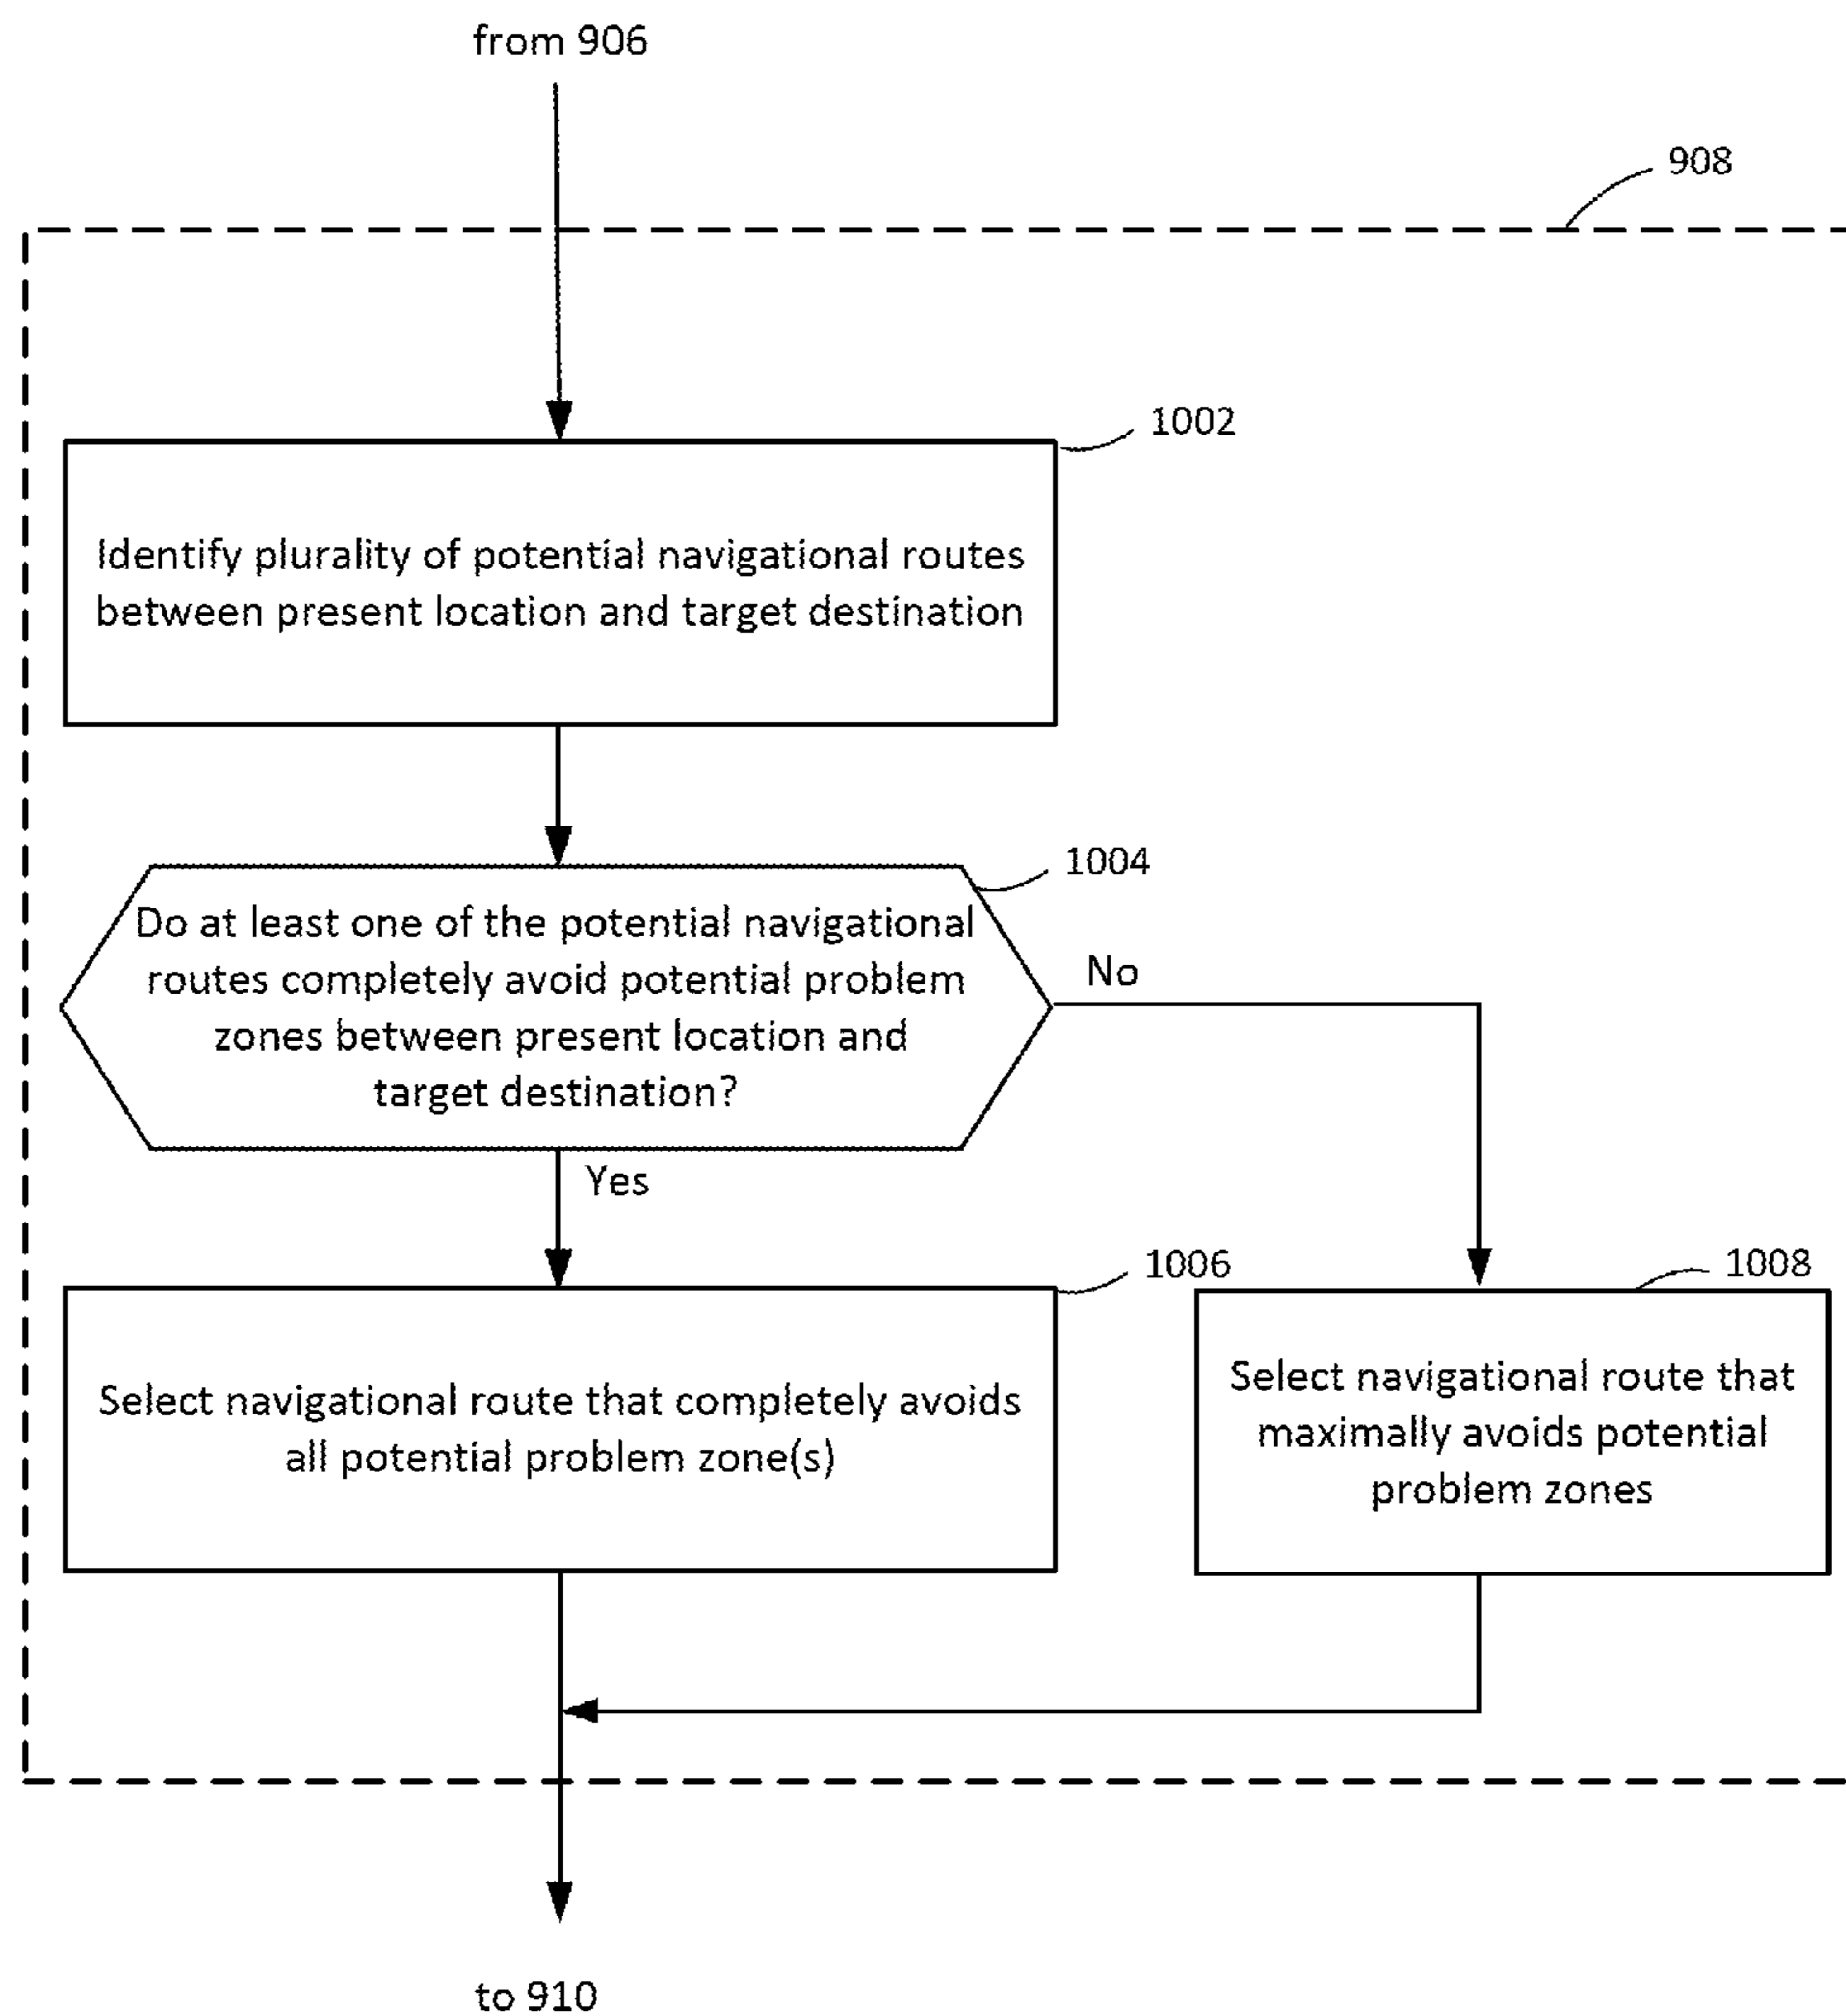 from 906
908
1002
Identify plurality of potential navigational routes
between present location and target destination
1004
Do at least one of the potential navigational
routes completely avoid potential problem
zones between present location and
target destination?
No
Yes
1006
1008
Select navigational route that completely avoids
all potential problem zone(s)
Select navigational route that
maximally avoids potential
problem zones
to 910